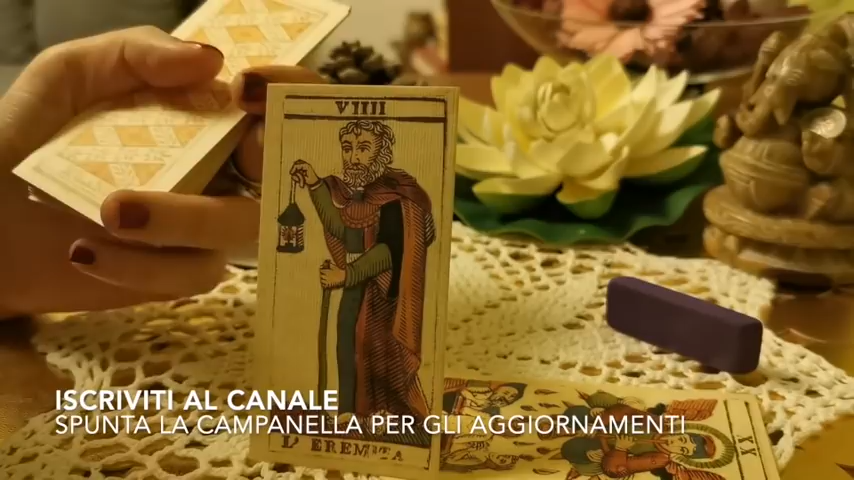 VIIII
ISCRIVITI AL CANALE
SPUNTA LA CAMPANELLA PER GLI AGGIORNAMENTI
L'EREMITA
XX